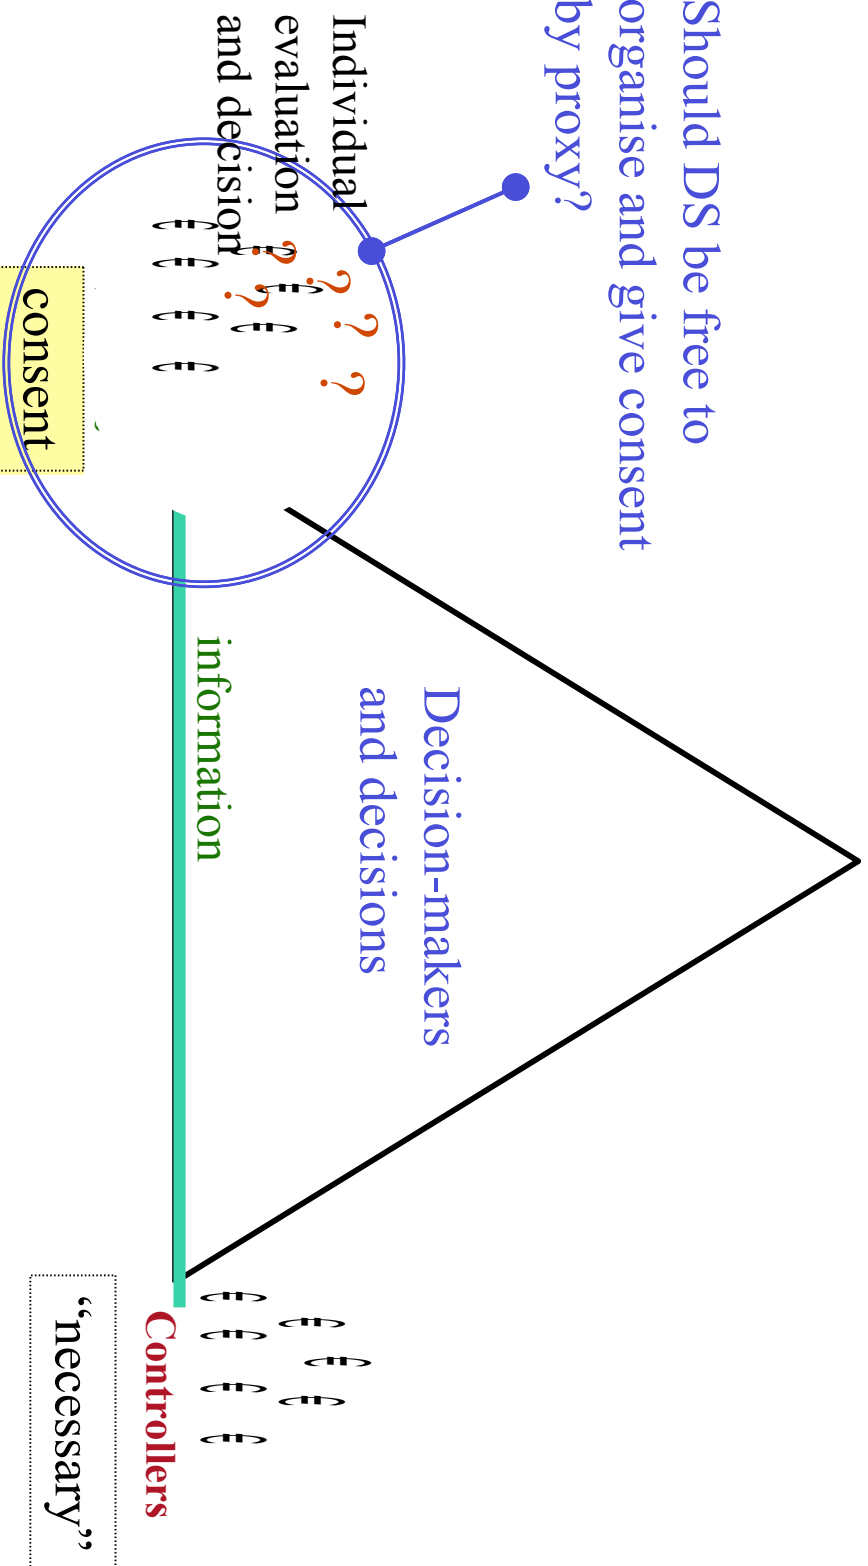 Should DS be free to
organise and give consent
by proxy?
Individual
evaluation
and decision
? ? ? ? ?
Decision-makers
and decisions
information
consent
Controllers
“necessary”